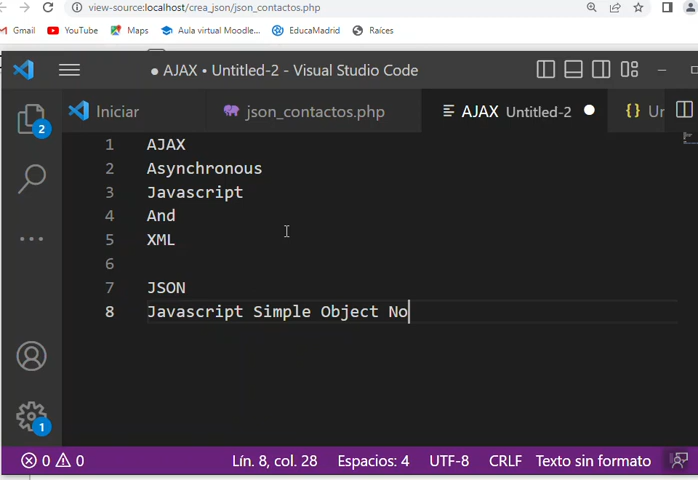 view-source:localhost/crea_json/json_contactos.php
Gmail YouTube Maps Aula virtual Moodle... EducaMadrid Raíces
● AJAX • Untitled-2 - Visual Studio Code
Iniciar json_contactos.php AJAX Untitled-2 {} Ur
2
1 AJAX
2 Asynchronous
3 Javascript
4 And
5 XML
6
7 JSON
8 Javascript Simple Object No
1
0 0 Lín. 8, col. 28 Espacios: 4 UTF-8 CRLF Texto sin formato